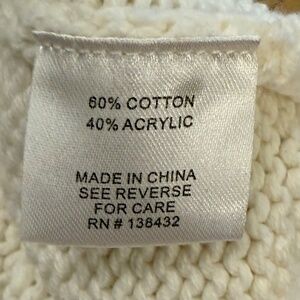 60% COTTON
40% ACRYLIC
MADE IN CHINA
SEE REVERSE
FOR CARE
RN # 138432